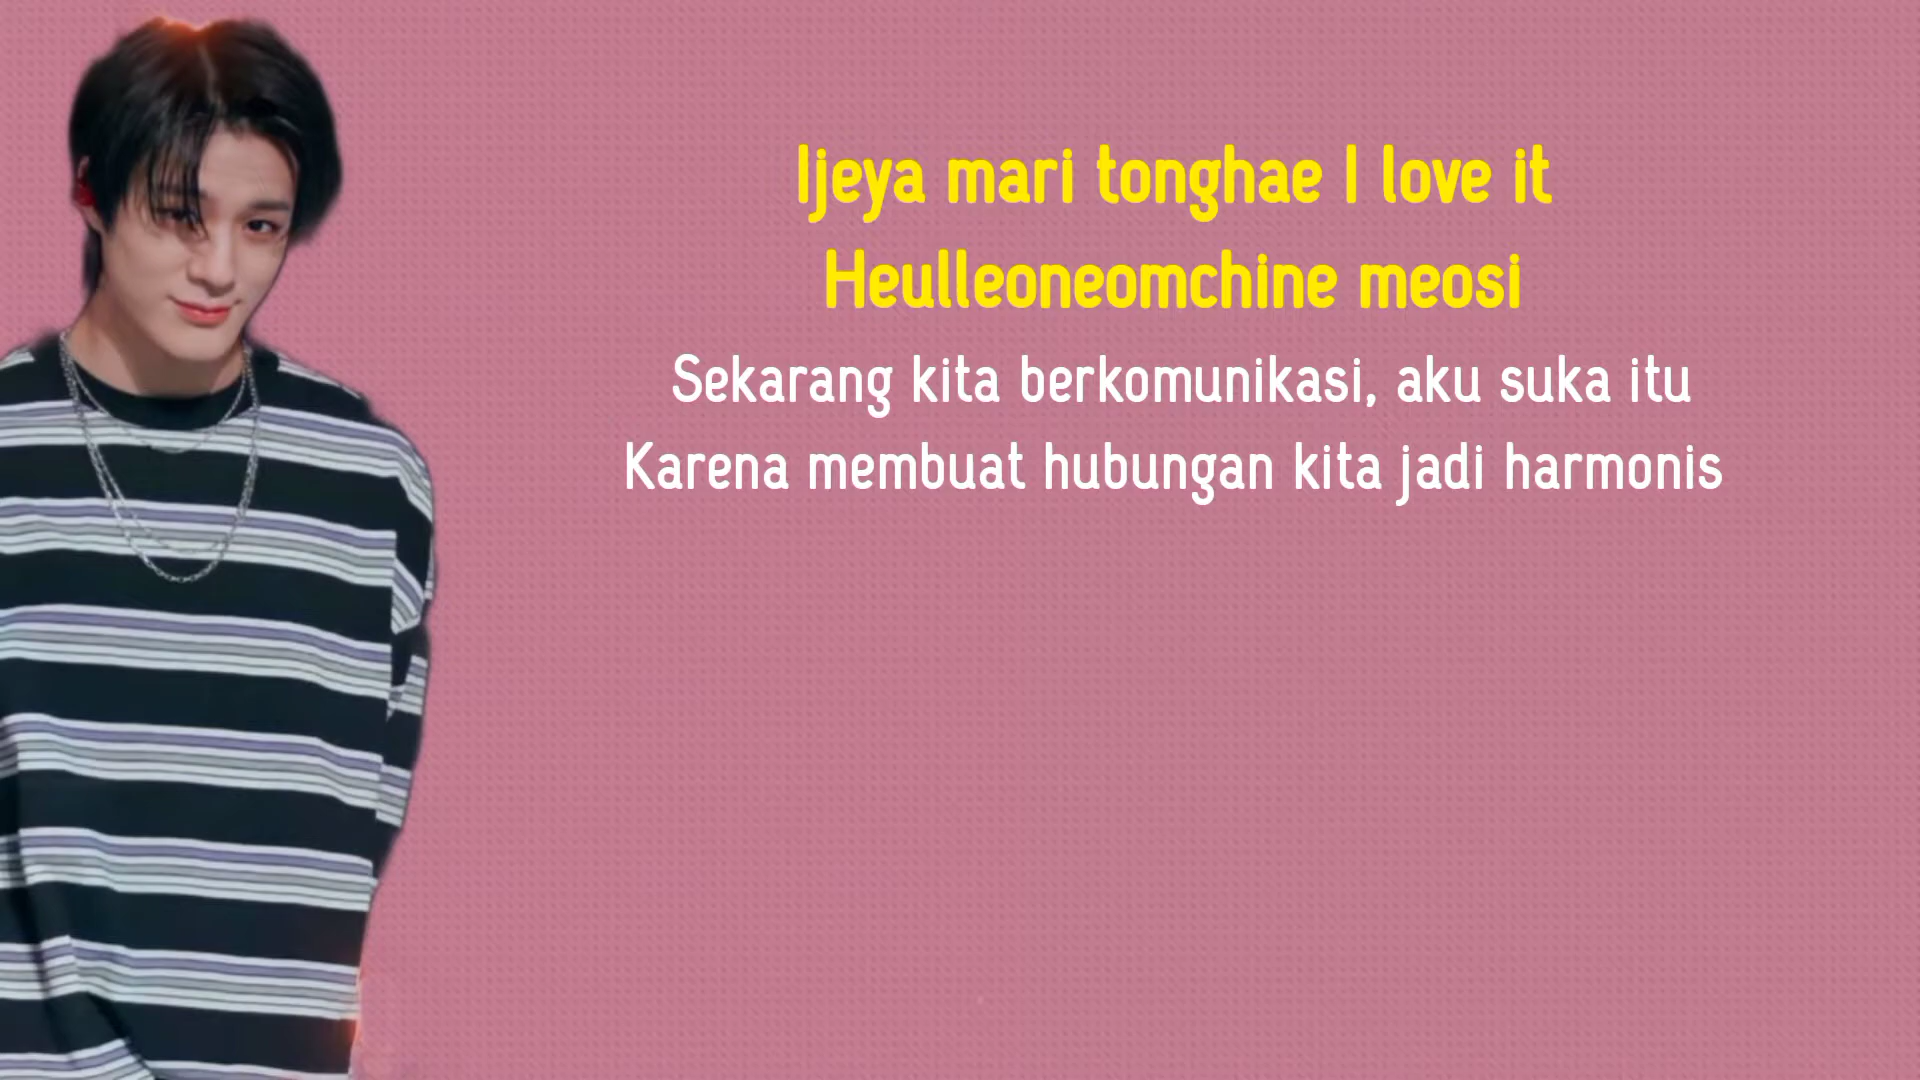 Ijeya mari tonghae I love it
Heulleoneomchine meosi
Sekarang kita berkomunikasi, aku suka itu
Karena membuat hubungan kita jadi harmonis